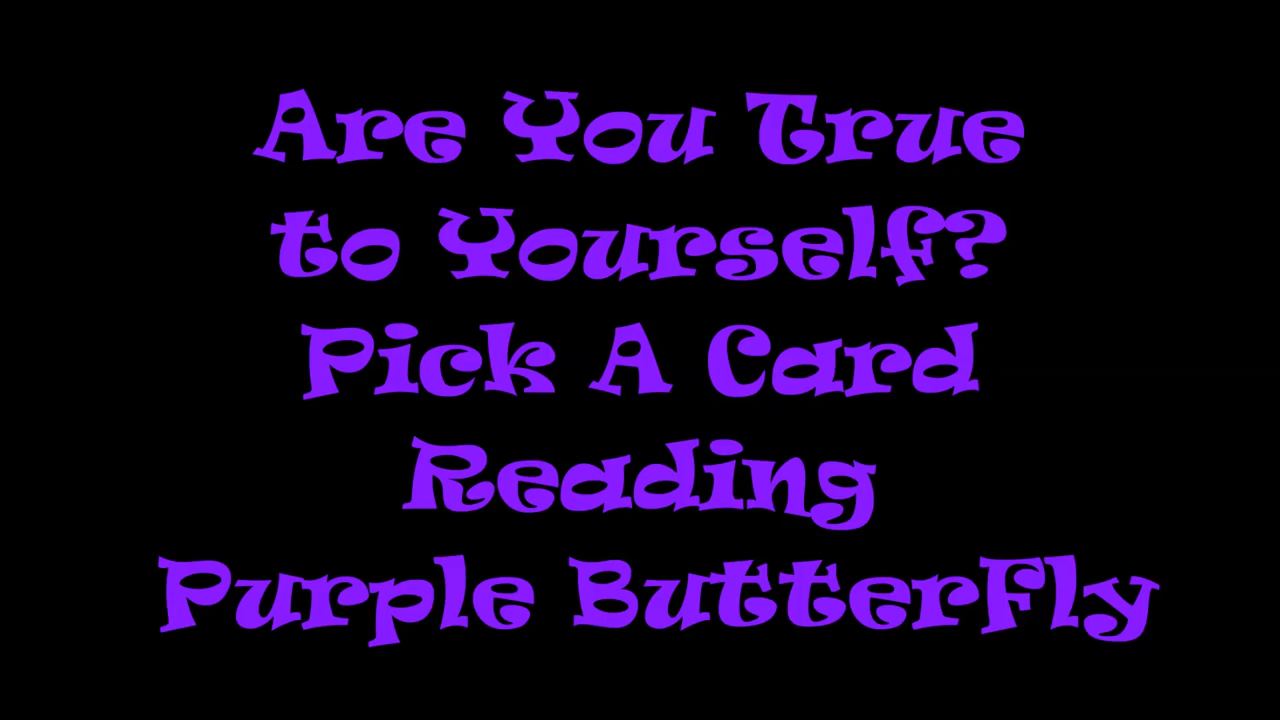 Are You True
to Yourself?
Pick A Card
Reading
Purple ButterFly